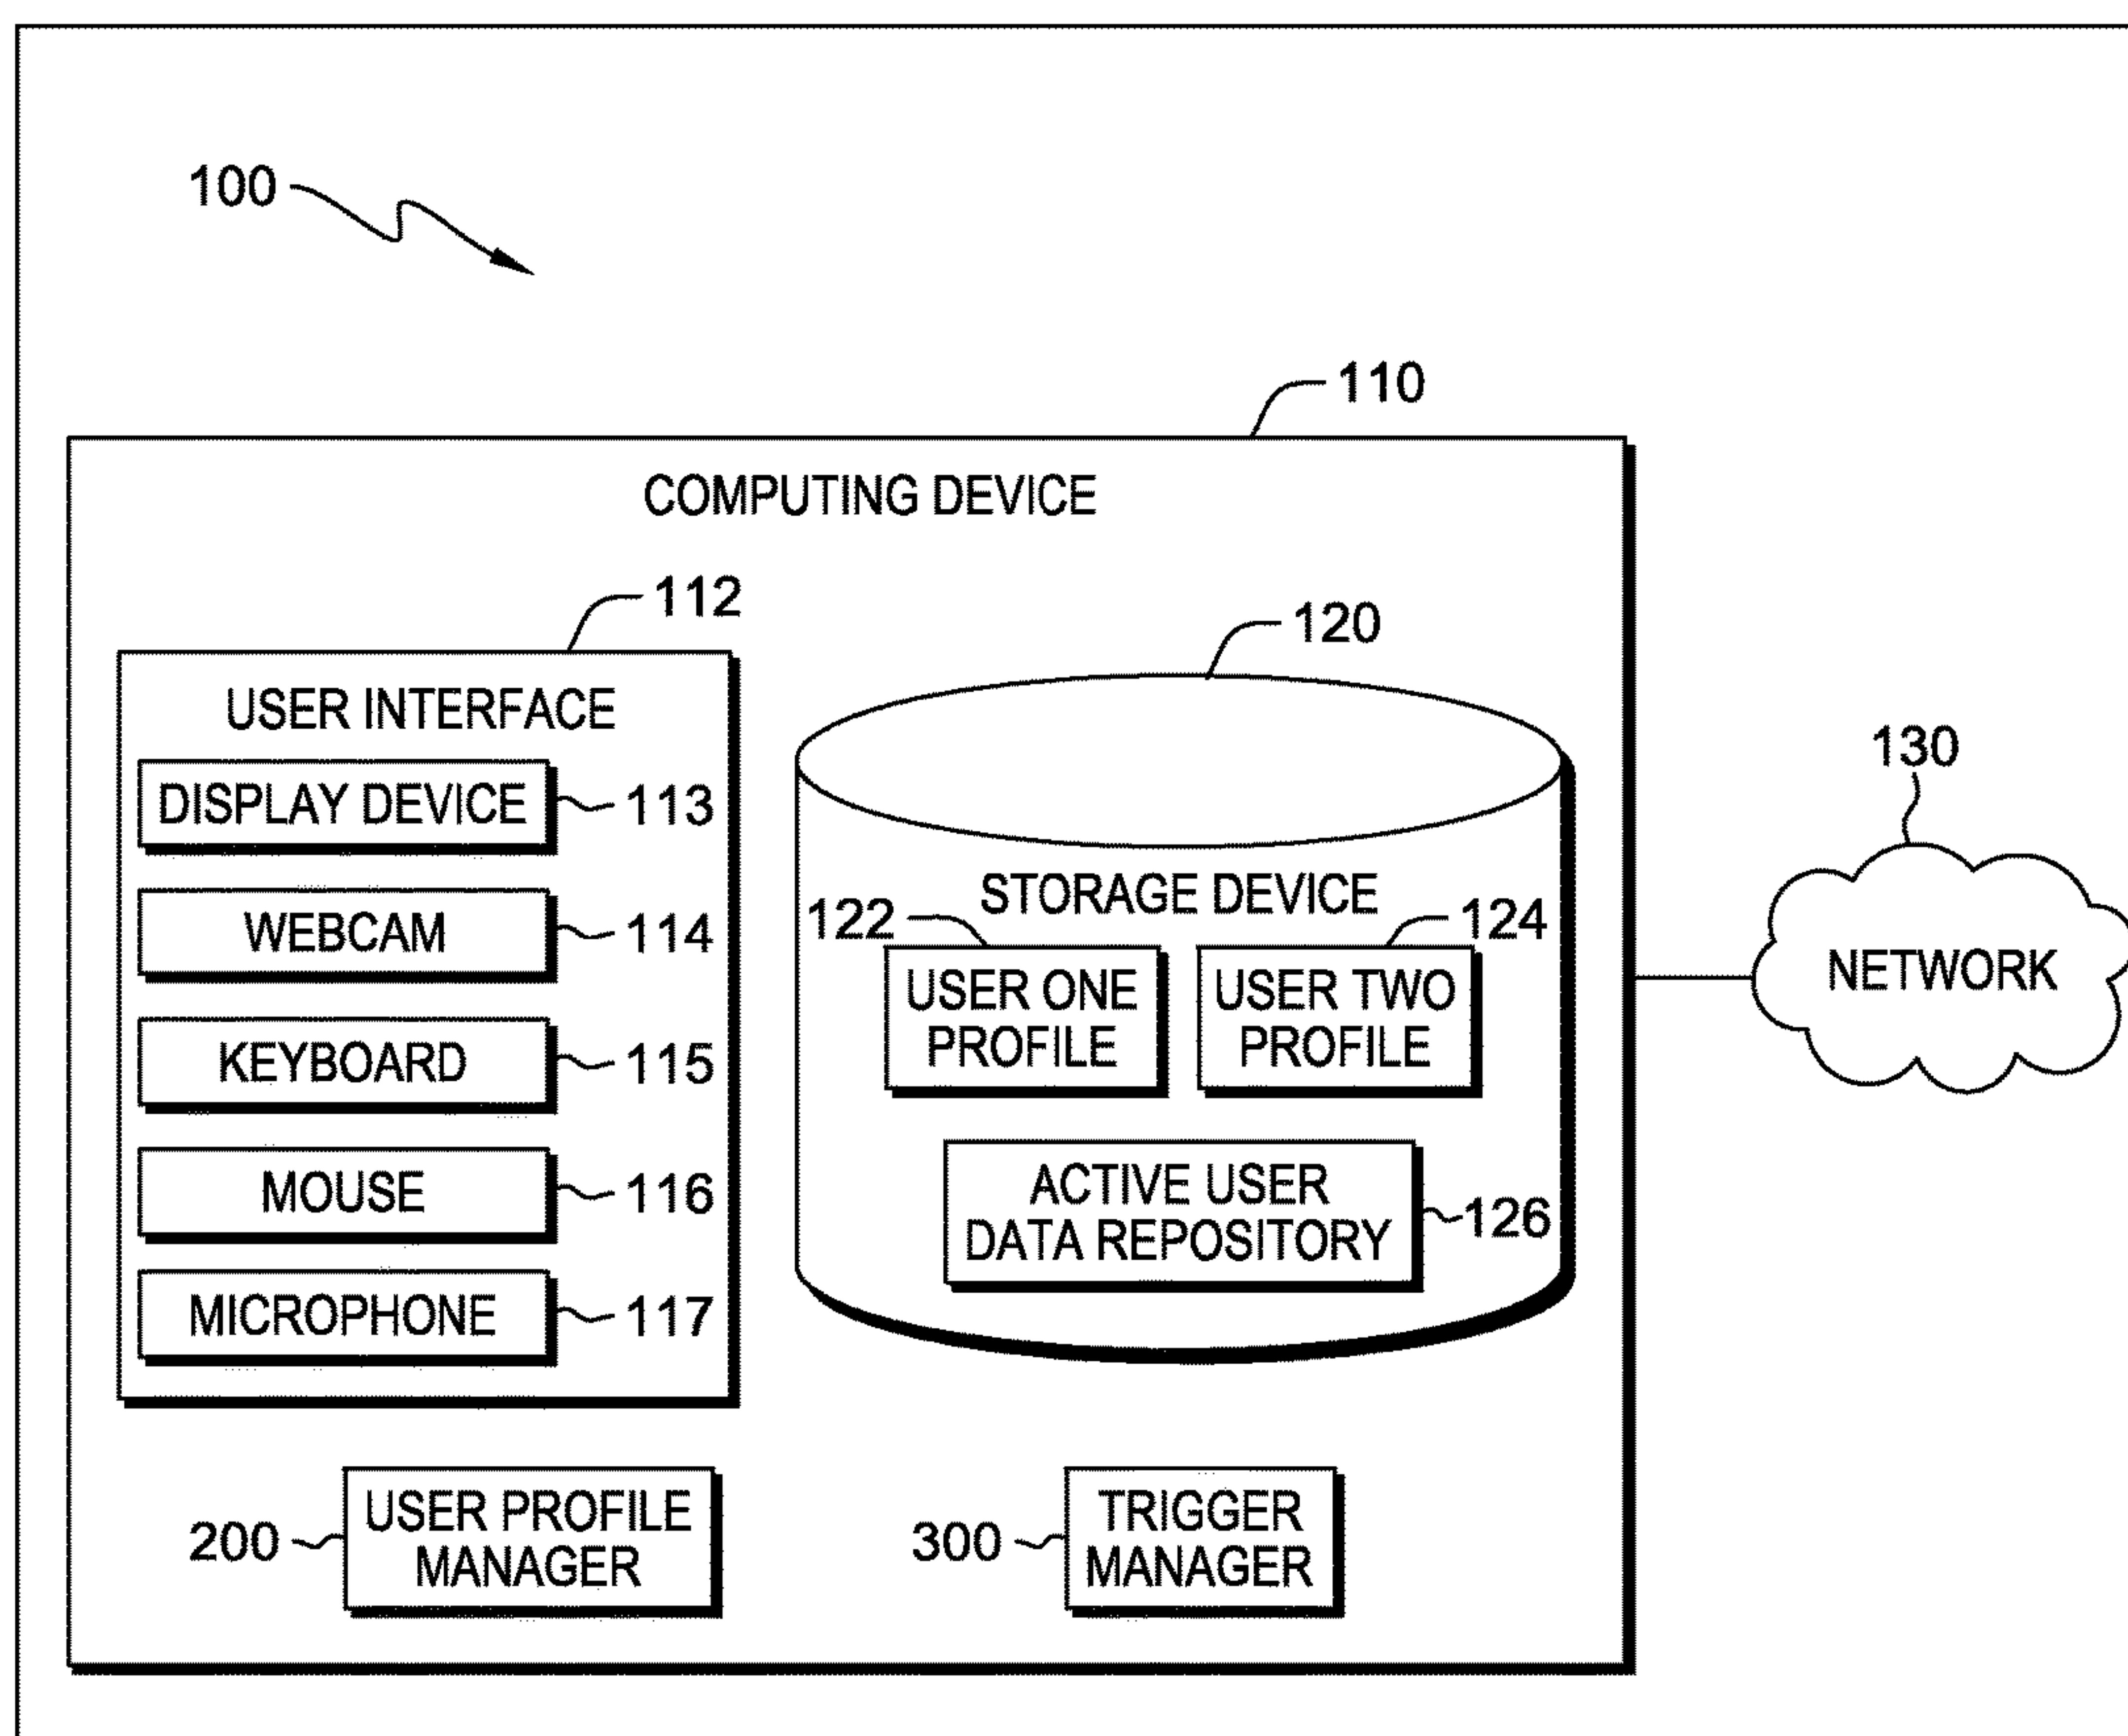 100
110
COMPUTING DEVICE
112
USER INTERFACE
DISPLAY DEVICE
113
WEBCAM
114
KEYBOARD
115
MOUSE
116
MICROPHONE
117
120
STORAGE DEVICE
122
124
USER ONE
PROFILE
USER TWO
PROFILE
ACTIVE USER
DATA REPOSITORY
126
200
USER PROFILE
MANAGER
300
TRIGGER
MANAGER
130
NETWORK